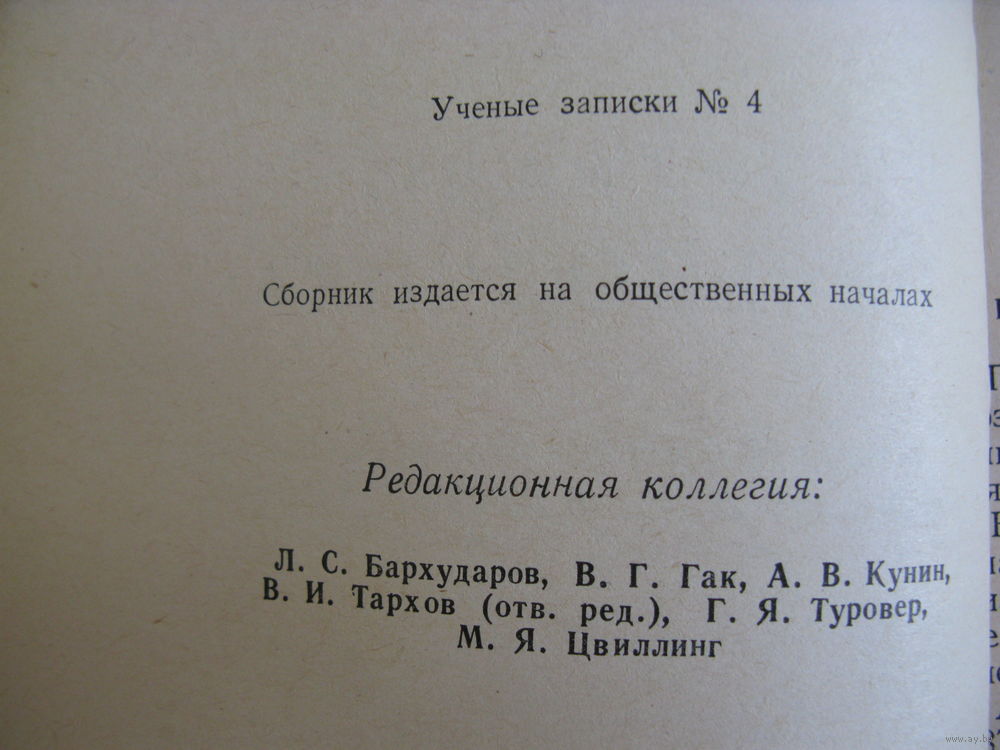 Ученые записки № 4
Сборник издается на общественных началах
Редакционная коллегия:
Л. С. Бархударов, В. Г. Гак, А. В. Кунин,
В. И. Тархов (отв. ред.), Г. Я. Туровер,
М. Я. Цвиллинг